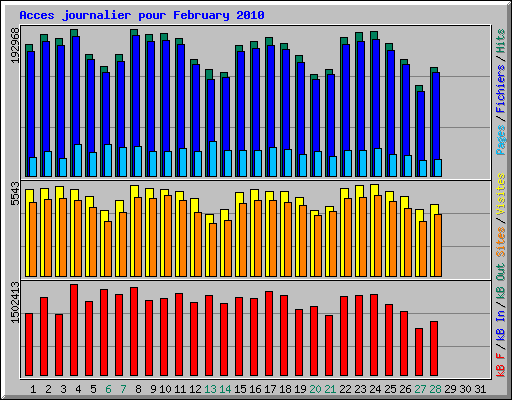 Acces journalier pour February 2010
192968
Pages / Fichiers / Hits
5543
Sites / Visites
1502413
kB F / kB In / kB Out
1 2 3 4 5 6 7 8 9 10 11 12 13 14 15 16 17 18 19 20 21 22 23 24 25 26 27 28 29 30 31